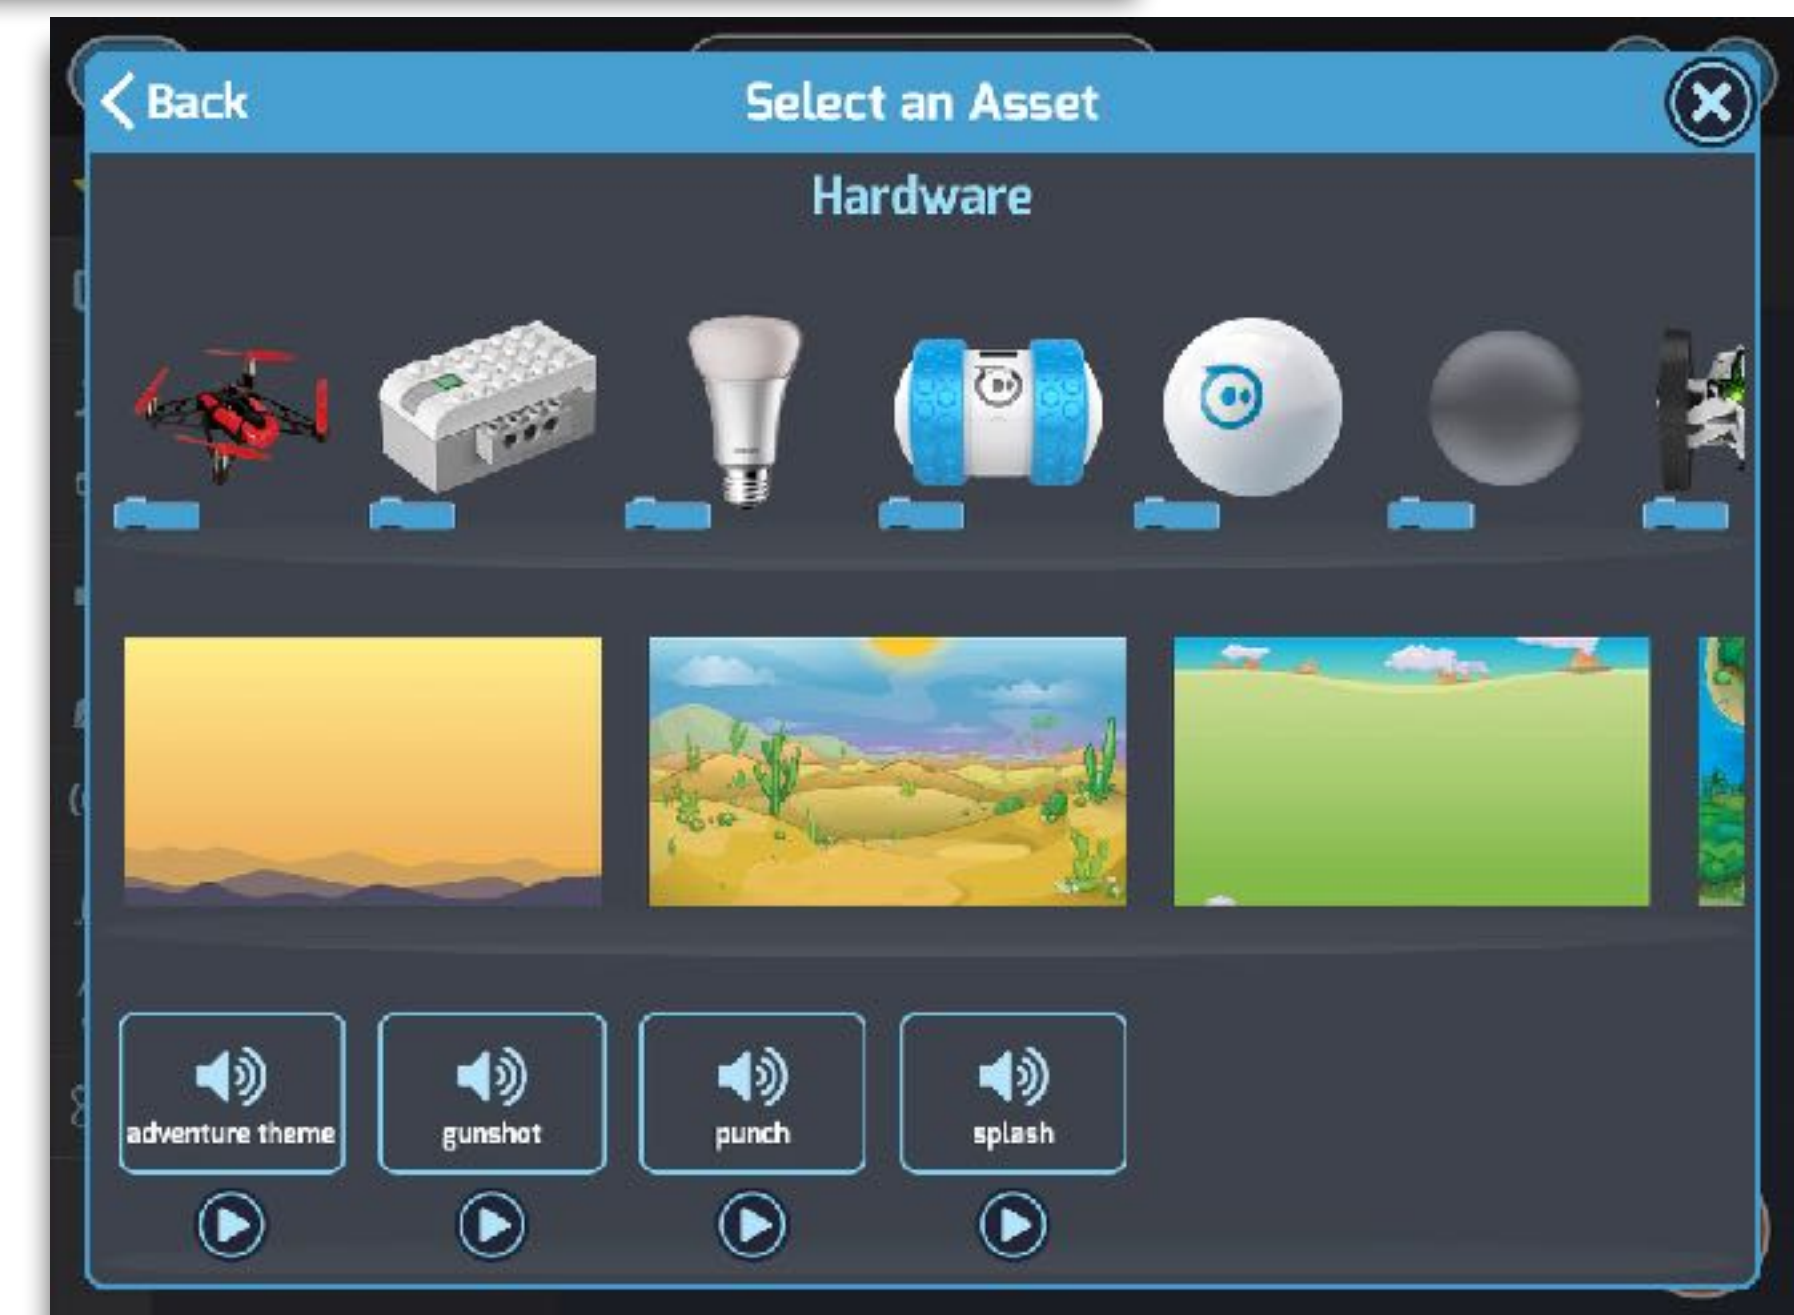 Back
Select an Asset
Hardware
adventure theme
gunshot
punch
splash